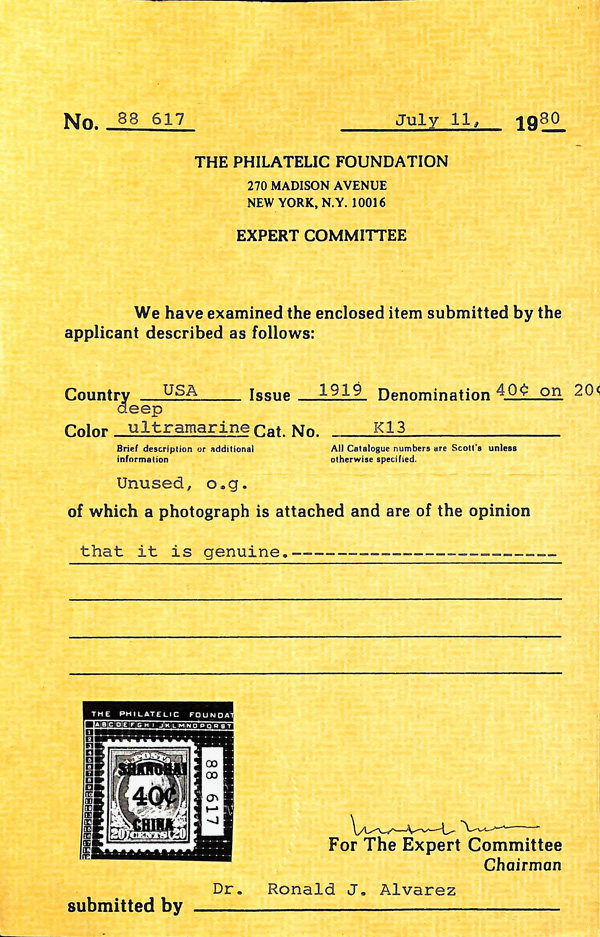 No. 88 617 July 11, 1980
THE PHILATELIC FOUNDATION
270 MADISON AVENUE
NEW YORK, N.Y. 10016
EXPERT COMMITTEE
We have examined the enclosed item submitted by the
applicant described as follows:
Country USA Issue 1919 Denomination 40¢ on 20¢
deep
Color ultramarine Cat. No. K13
Brief description or additional information
All Catalogue numbers are Scott's unless otherwise specified.
Unused, o.g.
of which a photograph is attached and are of the opinion
that it is genuine.
THE PHILATELIC FOUNDAT
ABCDEFGHIJKLMNOPQRST
SHANGHAI
40¢
CHINA
20 CENTS 20
88 617
For The Expert Committee
Chairman
Dr. Ronald J. Alvarez
submitted by